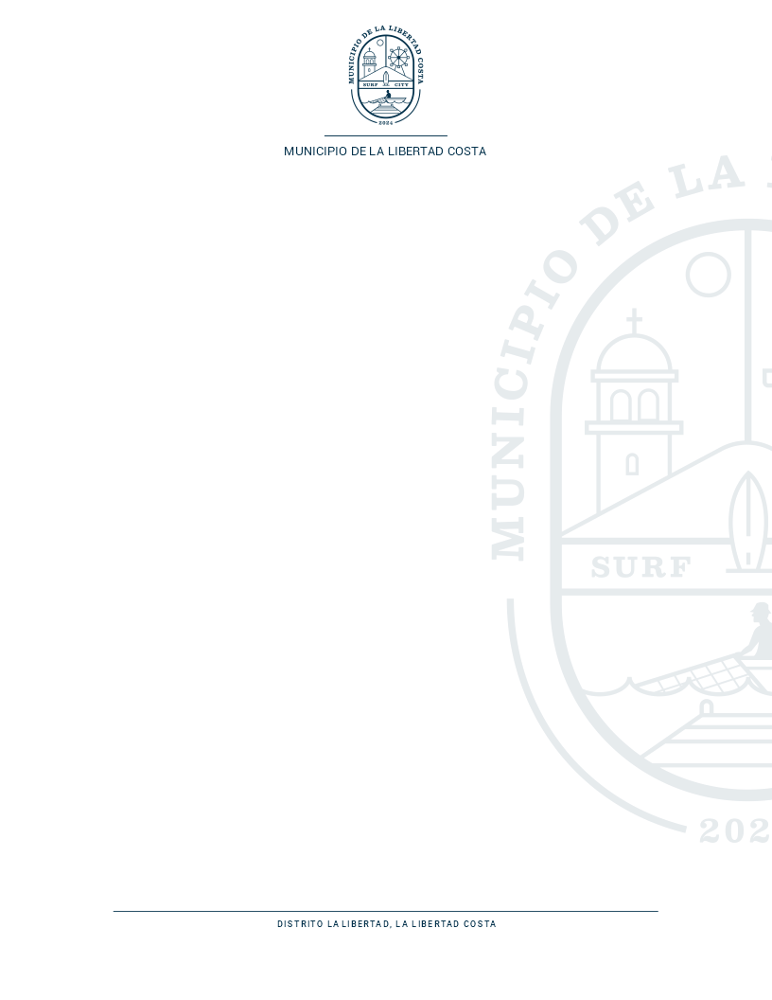 MUNICIPIO DE LA LIBERTAD COSTA
SURF CITY
2024
MUNICIPIO DE LA LIBERTAD COSTA
MUNICIPIO DE LA
SURF
202
DISTRITO LA LIBERTAD, LA LIBERTAD COSTA